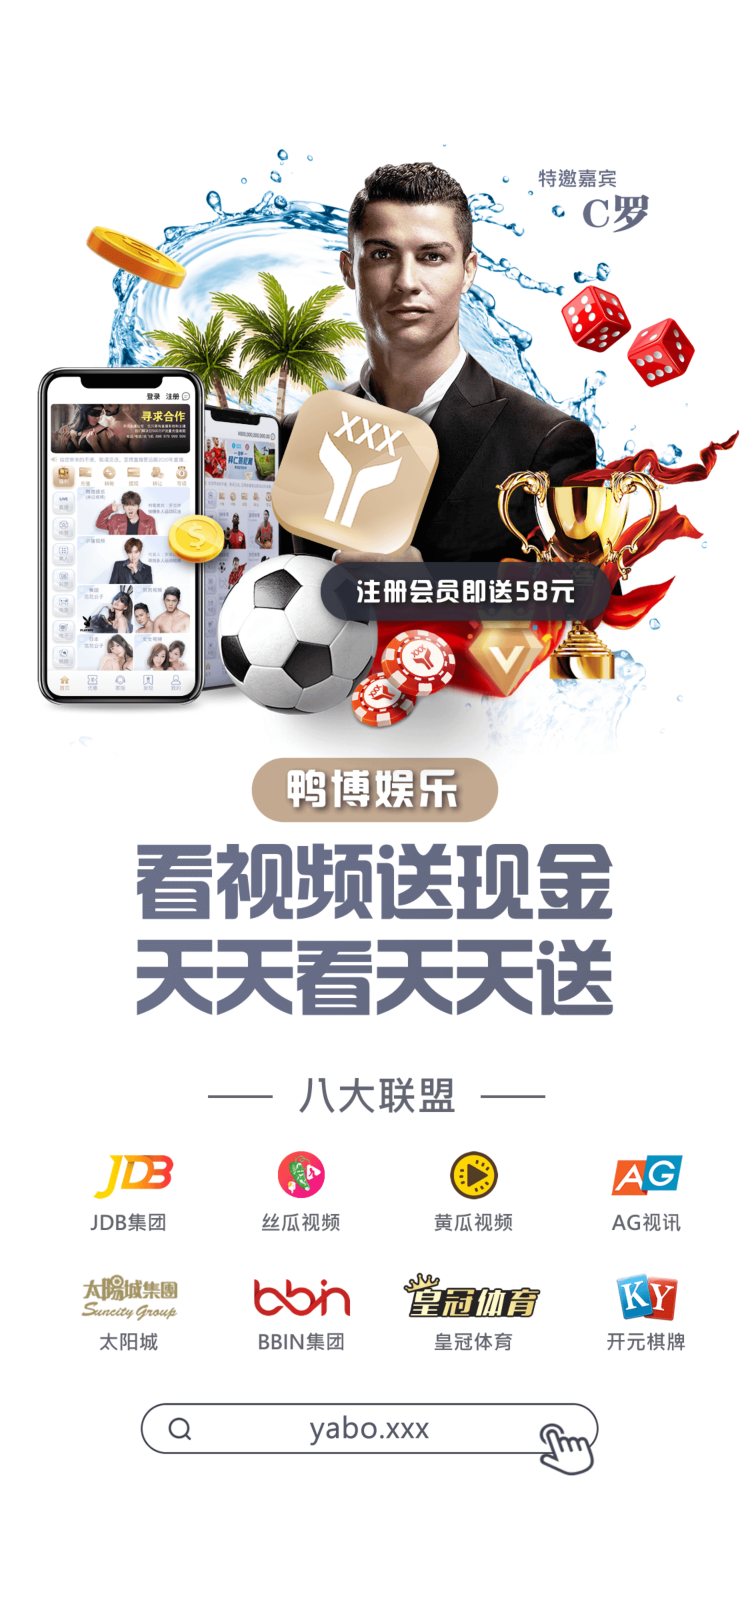 特邀嘉宾
C罗
登录 注册
寻求合作
LIVE
XXX
注册会员即送58元
鸭博娱乐
看视频送现金
天天看天天送
八大联盟
JDB
JDB集团
丝瓜视频
黄瓜视频
AG
AG视讯
太陽城集團
Suncity Group
太阳城
bbin
BBIN集团
皇冠体育
皇冠体育
KY
开元棋牌
yabo.xxx